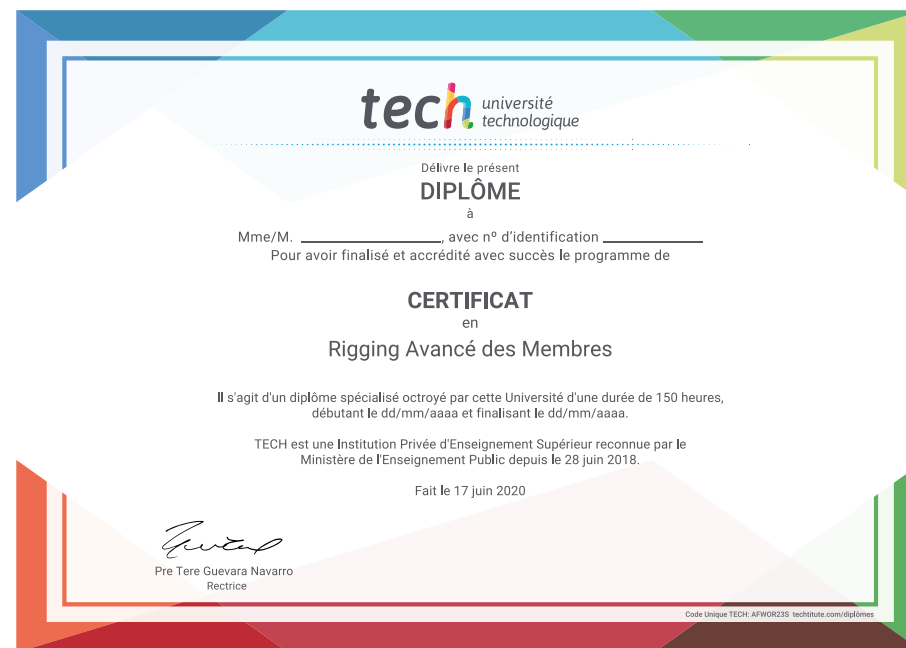 tech université
technologique
Délivre le présent
DIPLÔME
à
Mme/M. ____________________, avec nº d'identification ______________
Pour avoir finalisé et accrédité avec succès le programme de
CERTIFICAT
en
Rigging Avancé des Membres
Il s'agit d'un diplôme spécialisé octroyé par cette Université d'une durée de 150 heures,
débutant le dd/mm/aaaa et finalisant le dd/mm/aaaa.
TECH est une Institution Privée d'Enseignement Supérieur reconnue par le
Ministère de l'Enseignement Public depuis le 28 juin 2018.
Fait le 17 juin 2020
Pre Tere Guevara Navarro
Rectrice
Code Unique TECH: AFWOR23S techtitute.com/diplômes